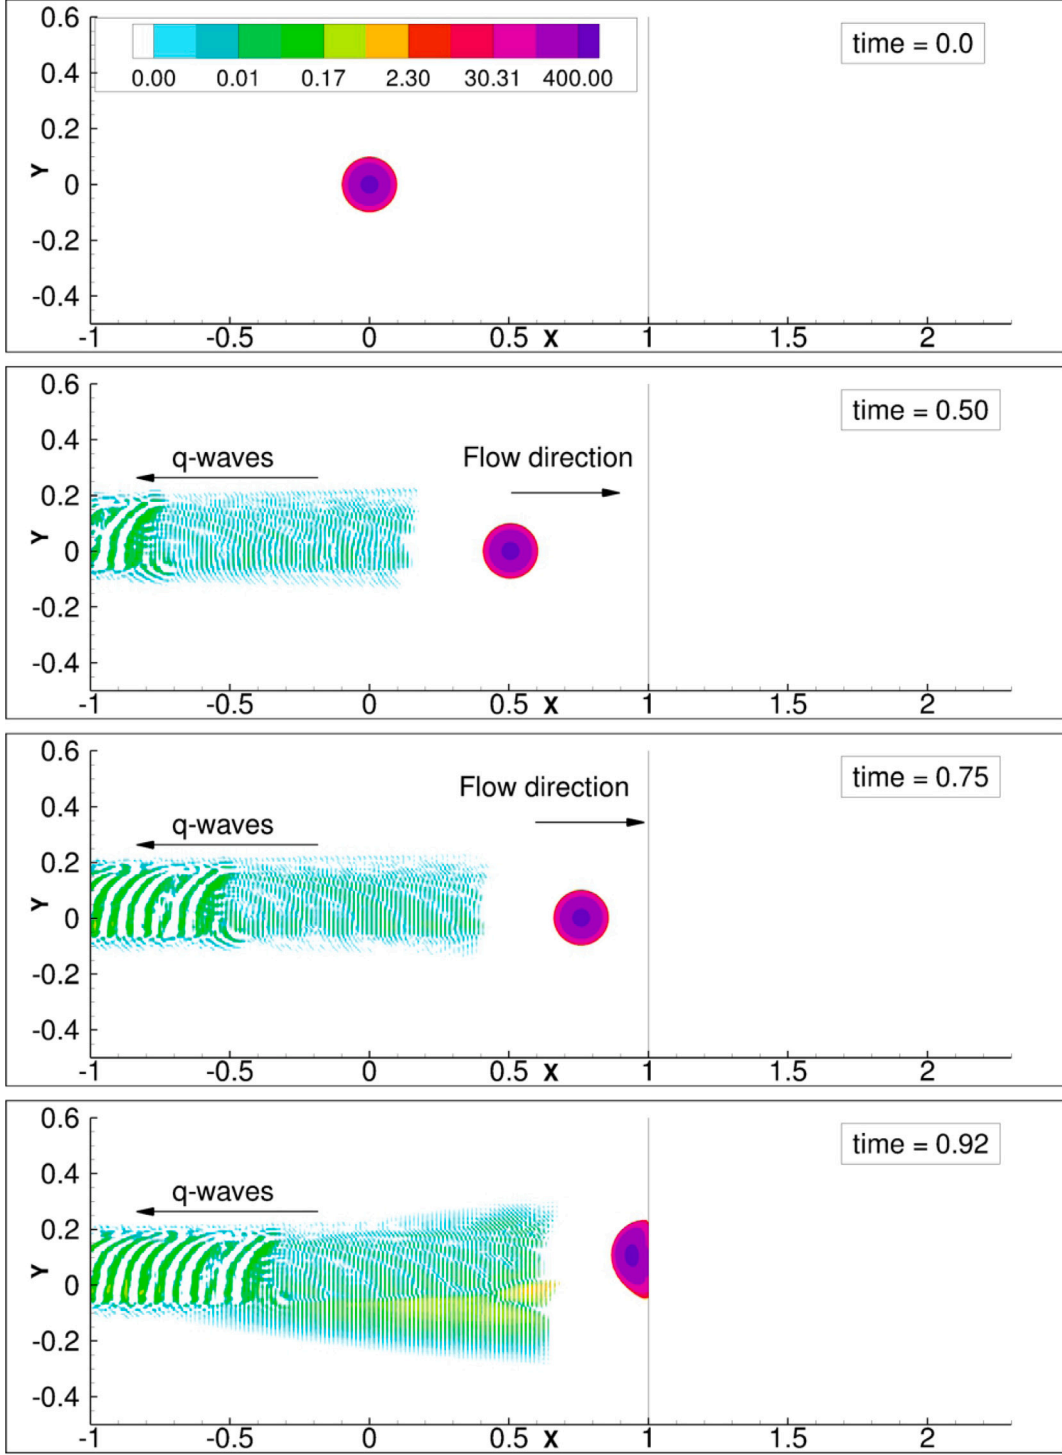 0.6
0.00 0.01 0.17 2.30 30.31 400.00
time = 0.0
0.4
0.2
Y
0
-0.2
-0.4
-1 -0.5 0 0.5 X 1 1.5 2
0.6
time = 0.50
0.4
q-waves
Flow direction
0.2
Y
0
-0.2
-0.4
-1 -0.5 0 0.5 X 1 1.5 2
0.6
time = 0.75
Flow direction
0.4
q-waves
0.2
Y
0
-0.2
-0.4
-1 -0.5 0 0.5 X 1 1.5 2
0.6
time = 0.92
0.4
q-waves
0.2
Y
0
-0.2
-0.4
-1 -0.5 0 0.5 X 1 1.5 2